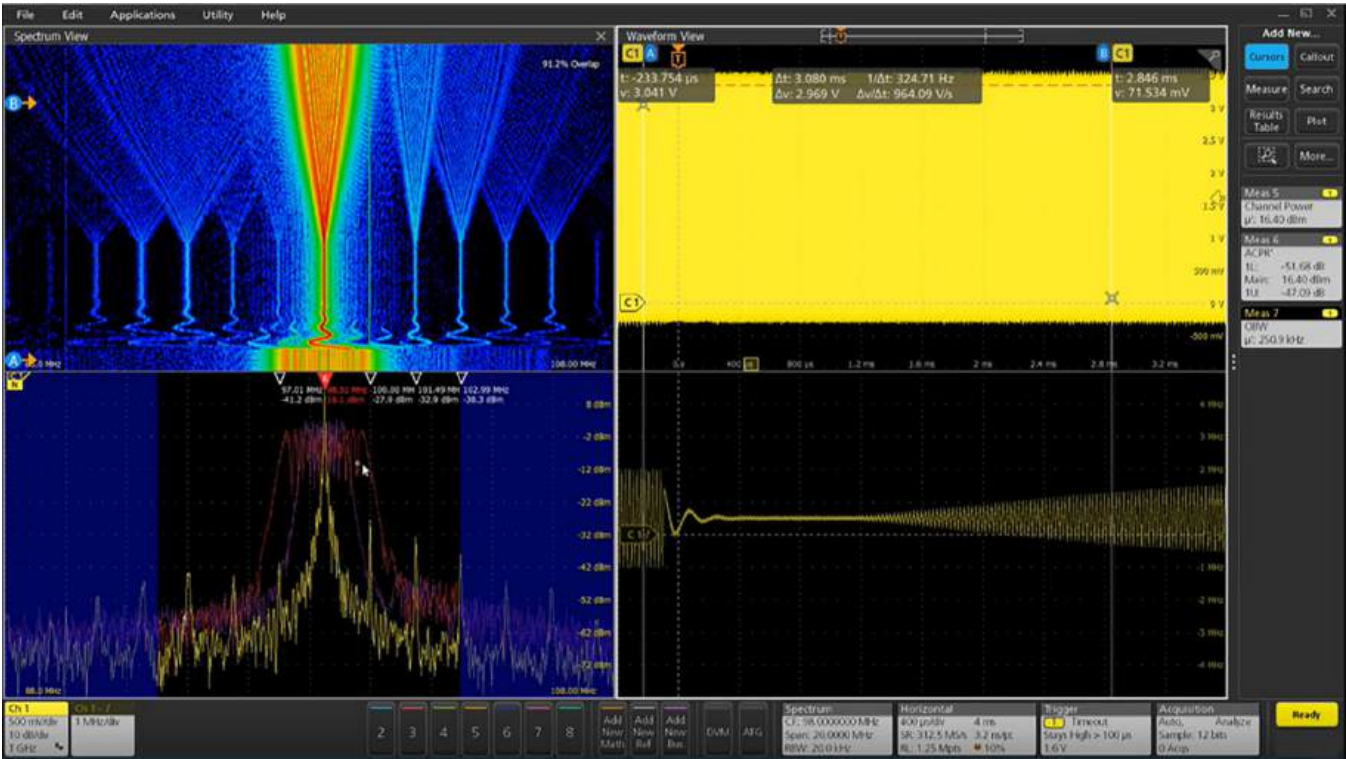 File Edit Applications Utility Help
Spectrum View
91.2% Overlap
B
A
108.00 MHz
97.01 MHz 98.51 MHz -100.00 MH 101.49 MH 102.99 MHz
-41.2 dBm -27.9 dBm -32.9 dBm -38.3 dBm
8 dBm
-2 dBm
-12 dBm
-22 dBm
-32 dBm
-42 dBm
-52 dBm
-62 dBm
-72 dBm
88.0 MHz
108.00 MHz
Waveform View
C1 A
T
B C1
t: -233.754 µs
v: 3.041 V
Δt: 3.080 ms 1/Δt: 324.71 Hz
Δv: 2.969 V Δv/Δt: 964.09 V/s
t: 2.846 ms
v: 71.534 mV
3 V
2.5 V
2 V
1.5 V
1 V
500 mV
C1
0 V
-500 mV
0 s 400 800 µs 1.2 ms 1.6 ms 2 ms 2.4 ms 2.8 ms 3.2 ms
4 MHz
3 MHz
2 MHz
-1 MHz
-2 MHz
-3 MHz
-4 MHz
Add New...
Cursors Callout
Measure Search
Results Table Plot
More...
Meas 5 1
Channel Power
µ': 16.40 dBm
Meas 6 1
ACPR'
1L: -51.68 dB
Main: 16.40 dBm
1U: -47.09 dB
Meas 7 1
OBW
µ': 250.9 kHz
Ch 1
500 mV/div
10 dB/div
1 GHz
1 MHz/div
2 3 4 5 6 7 8
Add New Math
Add New Ref
Add New Bus
DVM
AFG
Spectrum
CF: 98.0000000 MHz
Span: 20.0000 MHz
RBW: 20.0 kHz
Horizontal
400 µs/div 4 ms
SR: 312.5 MS/s 3.2 ns/pt
RL: 1.25 Mpts 10%
Trigger
1 Timeout
Stays High > 100 µs
1.6 V
Acquisition
Auto, Analyze
Sample: 12 bits
0 Acqs
Ready